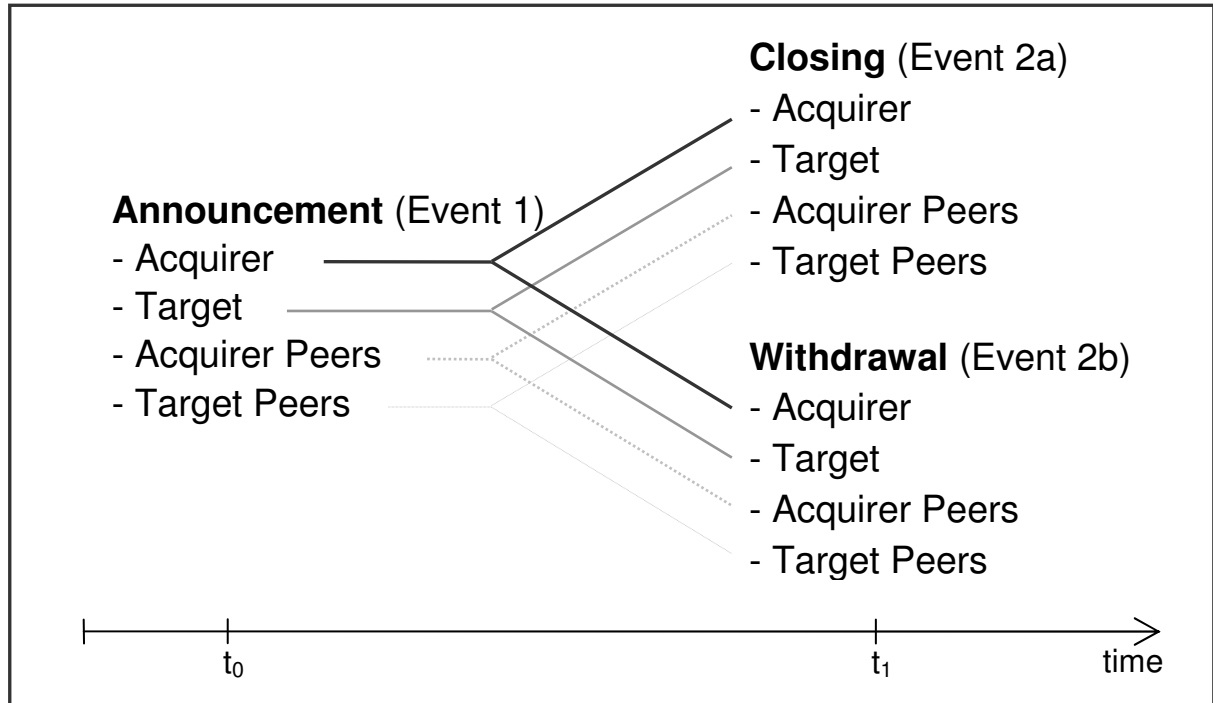 Announcement (Event 1)
- Acquirer
- Target
- Acquirer Peers
- Target Peers
Closing (Event 2a)
- Acquirer
- Target
- Acquirer Peers
- Target Peers
Withdrawal (Event 2b)
- Acquirer
- Target
- Acquirer Peers
- Target Peers
t₀
t₁
time